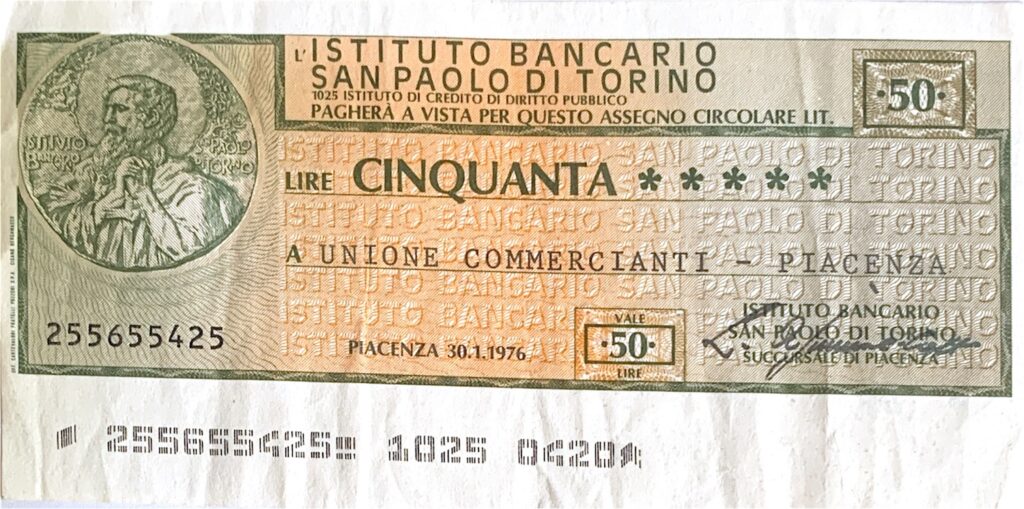 L'ISTITUTO BANCARIO
SAN PAOLO DI TORINO
1025 ISTITUTO DI CREDITO DI DIRITTO PUBBLICO
PAGHERÀ A VISTA PER QUESTO ASSEGNO CIRCOLARE LIT.
·50·
ISTITUTO BANCARIO SAN PAOLO DI TORINO
LIRE CINQUANTA * * * * *
A UNIONE COMMERCIANTI - PIACENZA
255655425
PIACENZA 30.1.1976
VALE
·50·
LIRE
ISTITUTO BANCARIO
SAN PAOLO DI TORINO
SUCCURSALE DI PIACENZA
255655425 1025 0420